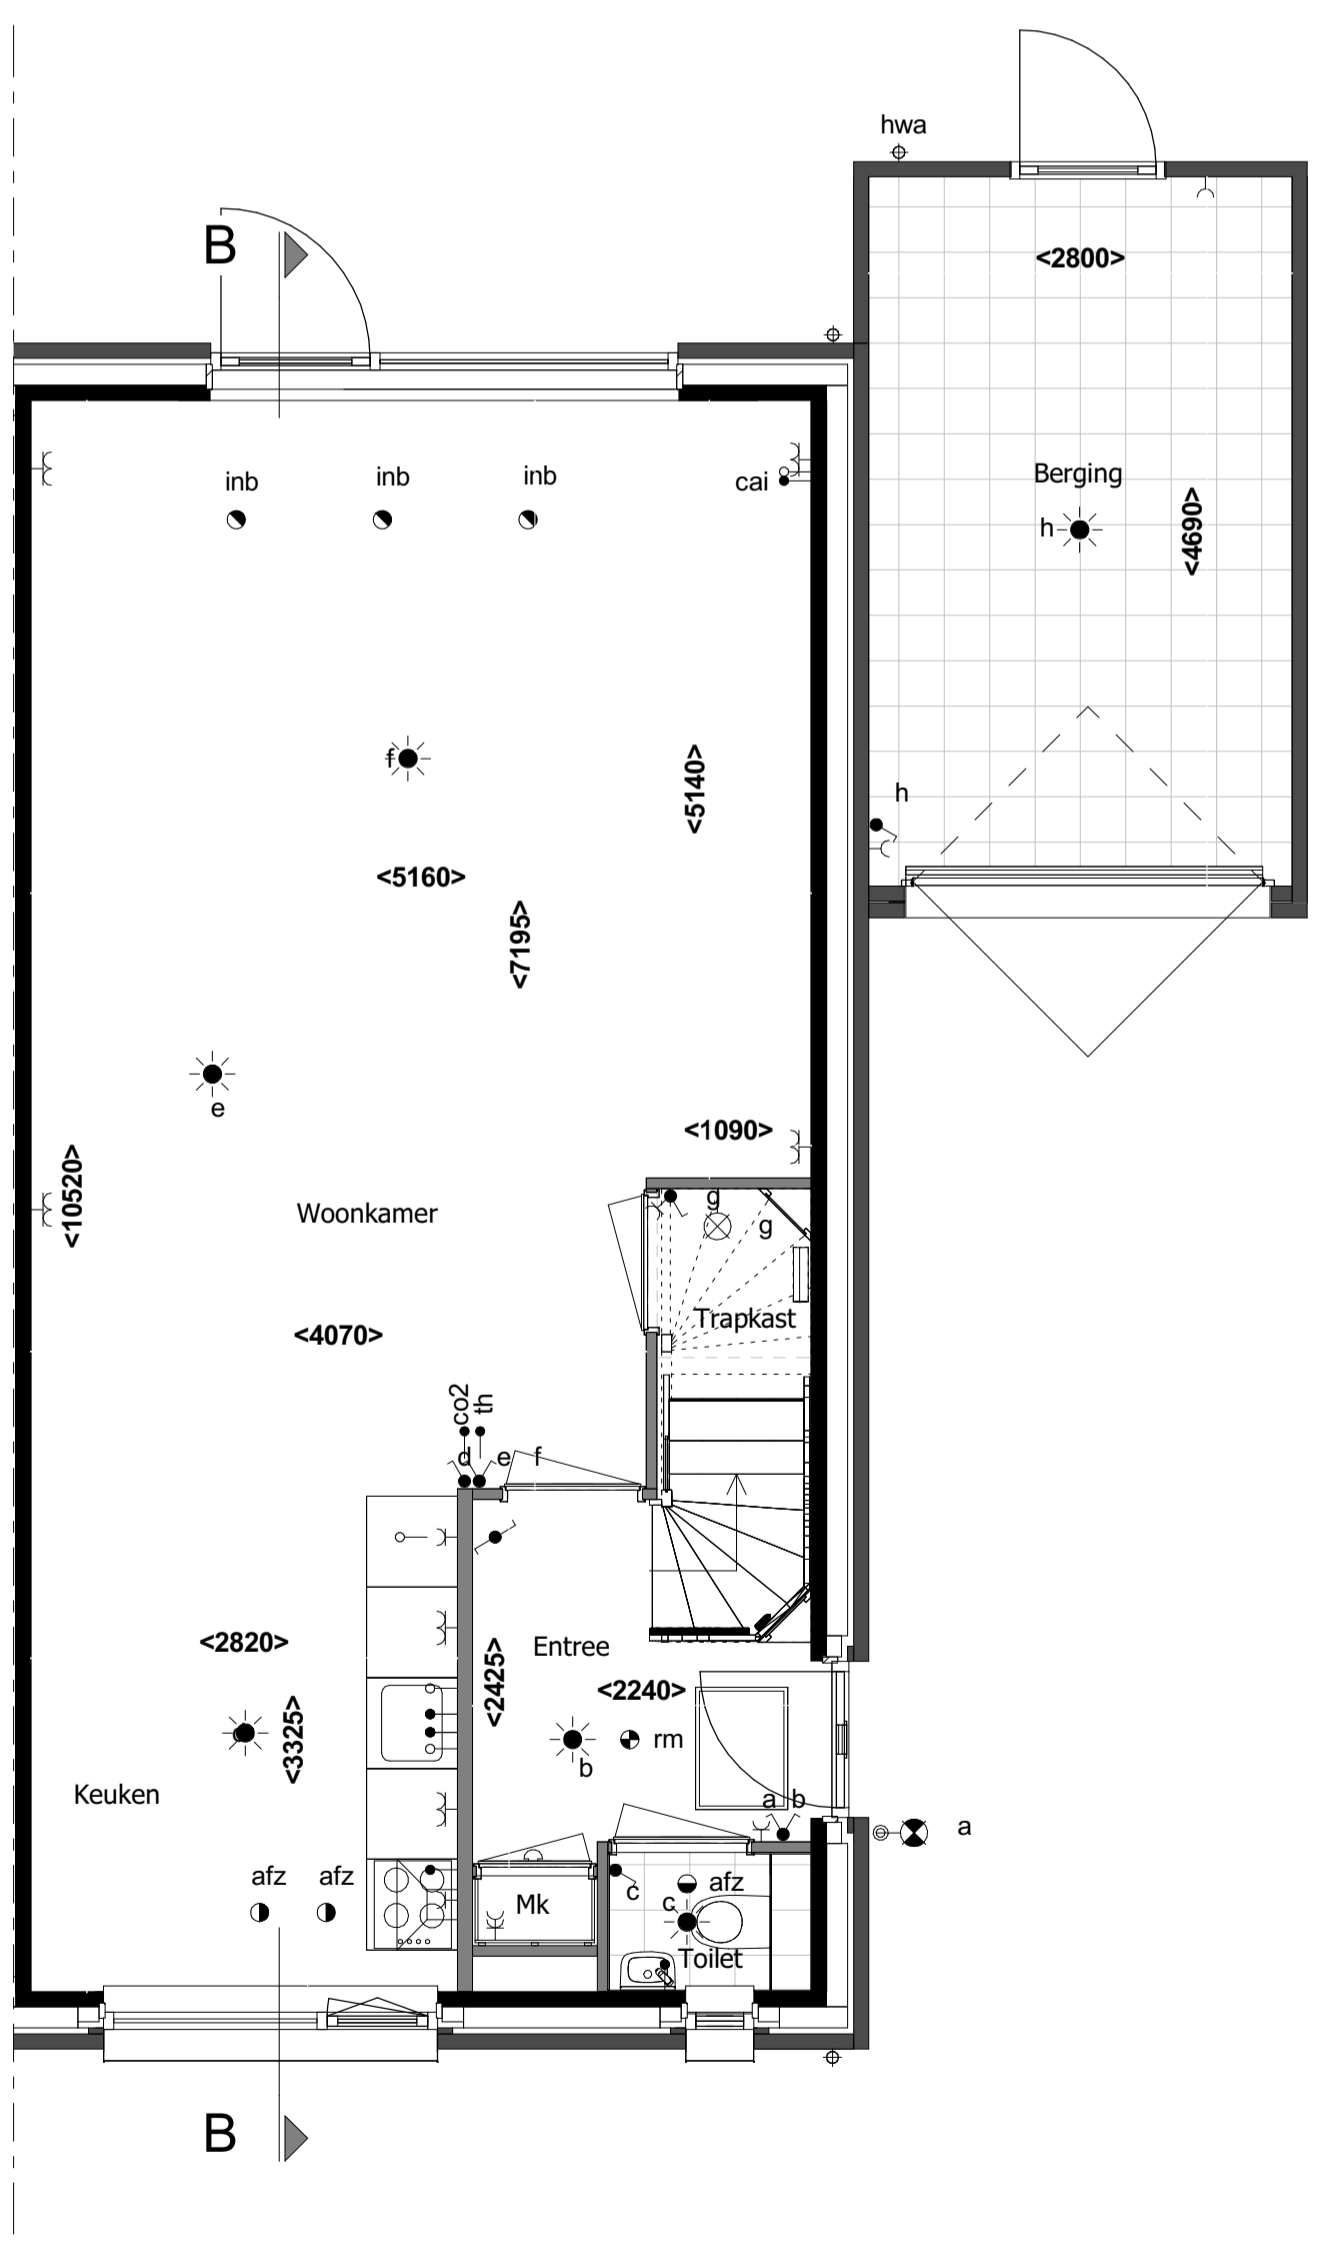 hwa
B
<2800>
inb
inb
inb
cai
Berging
h
<4690>
f
<5140>
h
<5160>
<7195>
e
<1090>
<10520>
g
g
Woonkamer
Trapkast
<4070>
co2
th
d
e
f
<2820>
Entree
<2425>
<2240>
<3325>
rm
b
Keuken
a
b
a
afz
afz
Mk
c
afz
c
Toilet
B